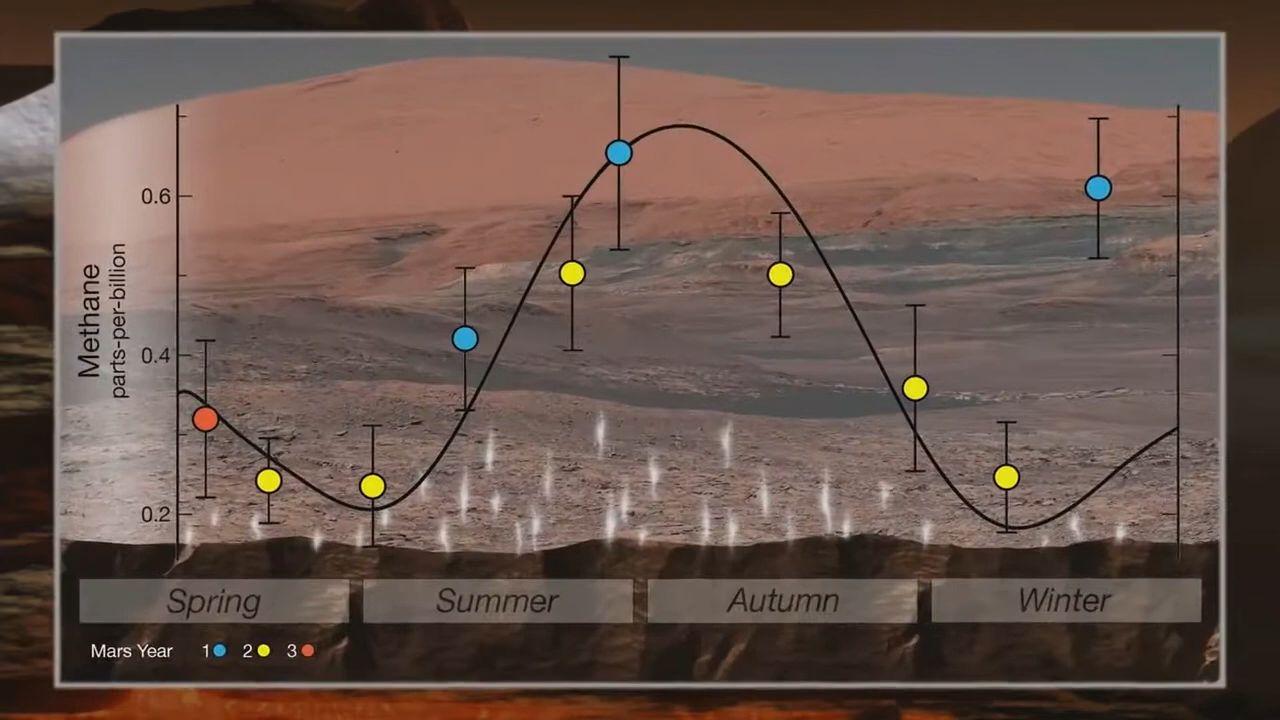 0.6
0.4
0.2
Methane
parts-per-billion
Spring
Summer
Autumn
Winter
Mars Year 1 2 3